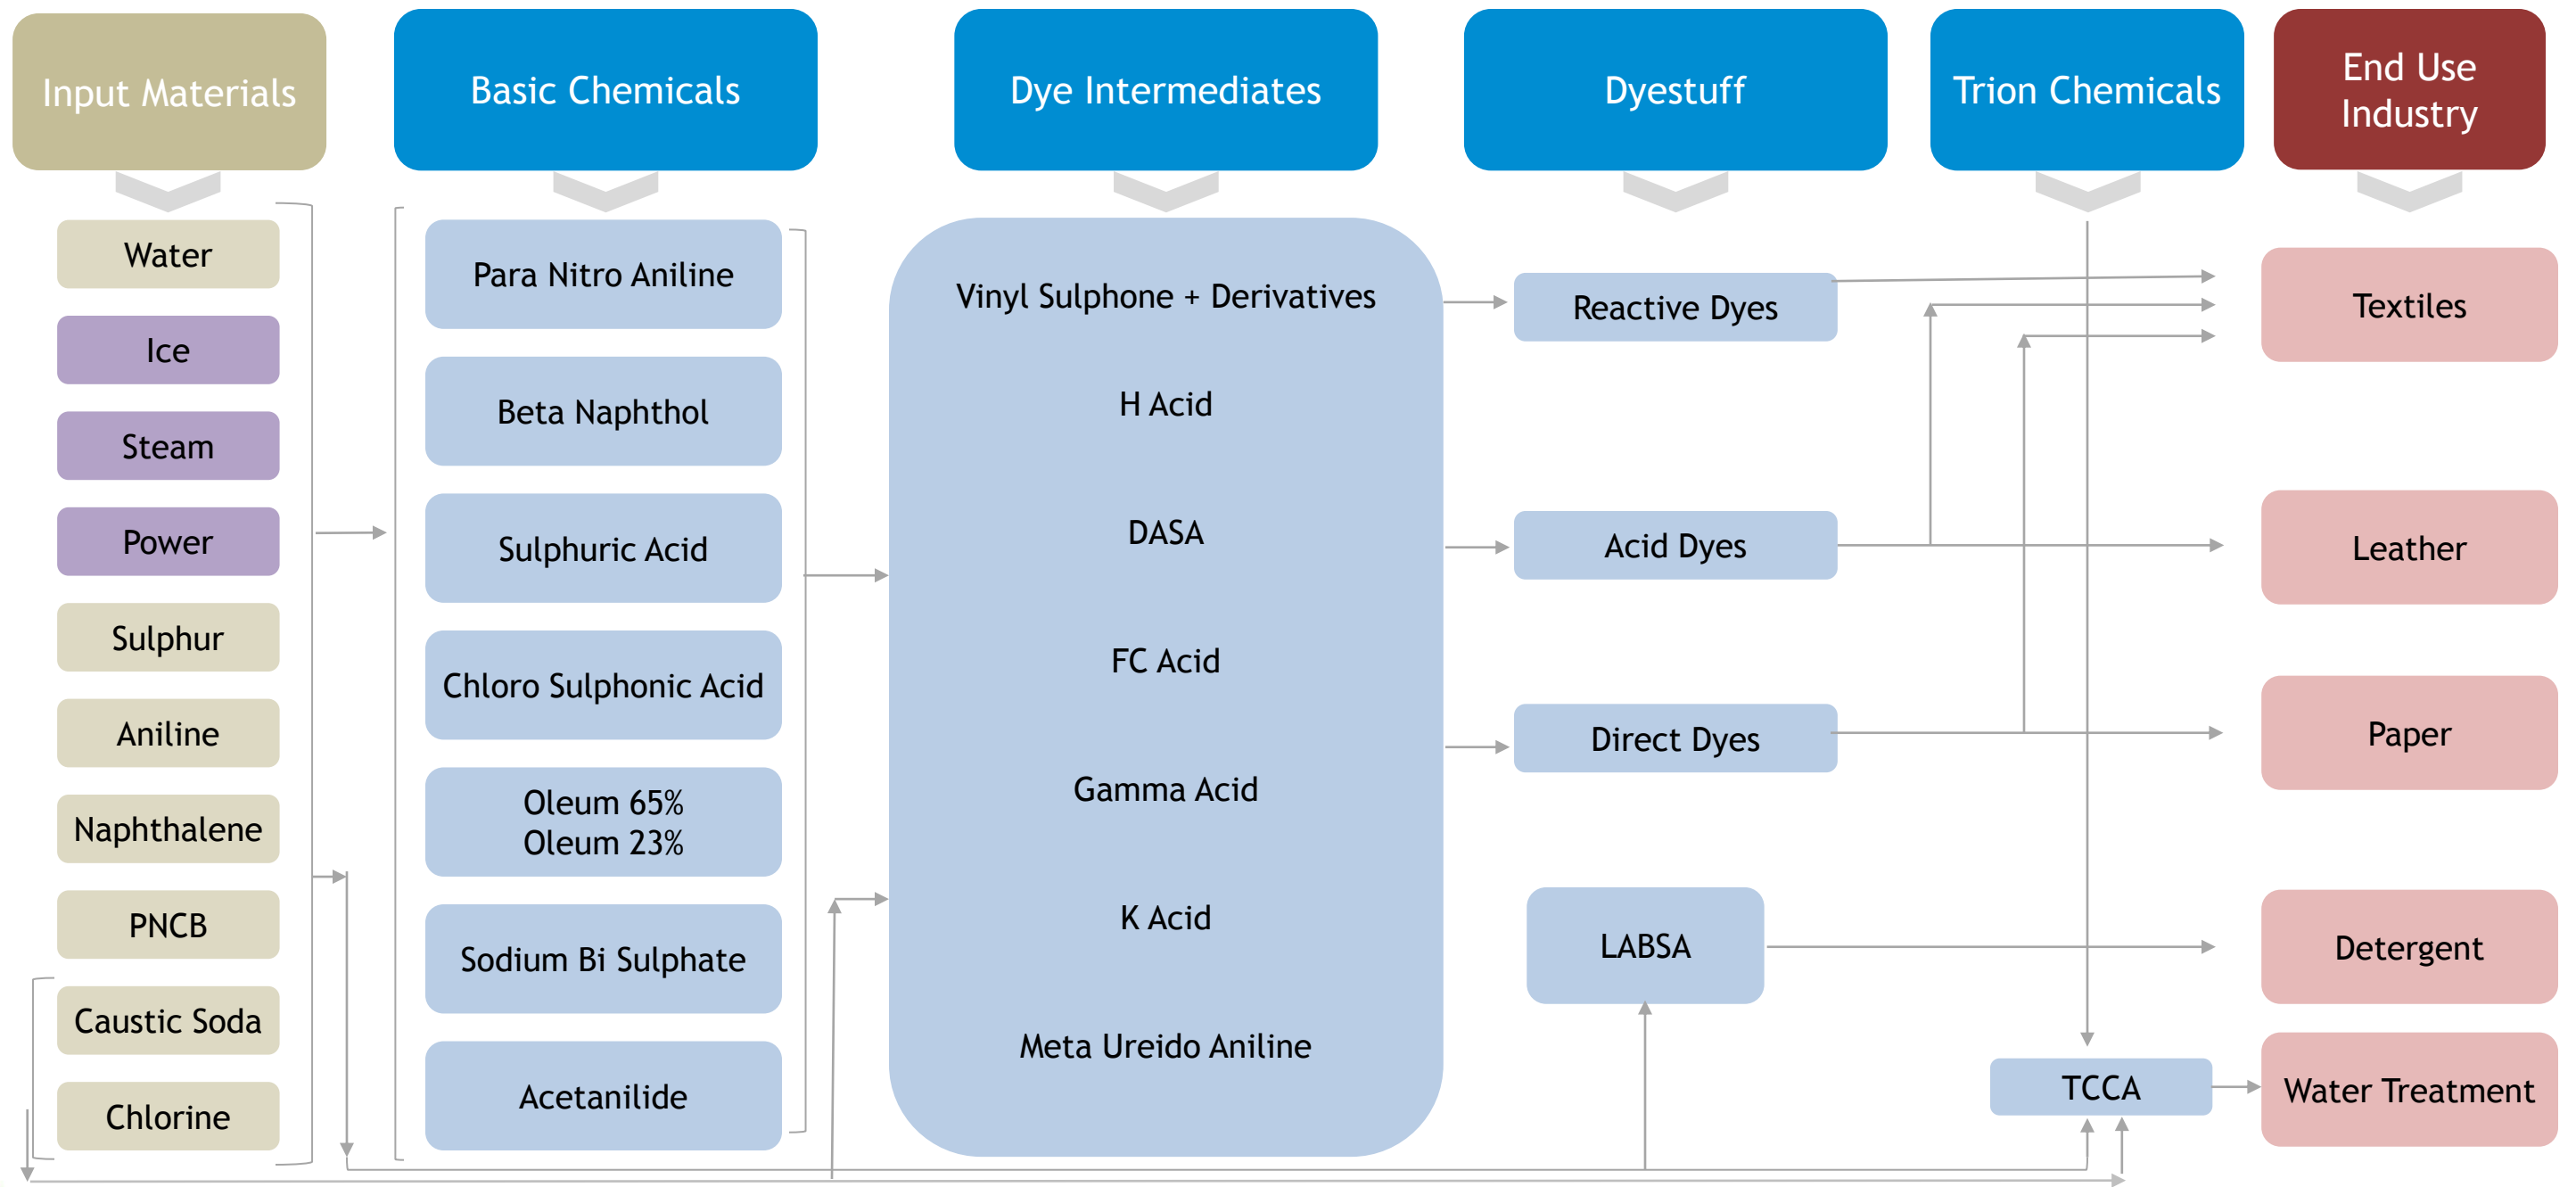 Input Materials
Basic Chemicals
Dye Intermediates
Dyestuff
Trion Chemicals
End Use
Industry
Water
Ice
Steam
Power
Sulphur
Aniline
Naphthalene
PNCB
Caustic Soda
Chlorine
Para Nitro Aniline
Beta Naphthol
Sulphuric Acid
Chloro Sulphonic Acid
Oleum 65%
Oleum 23%
Sodium Bi Sulphate
Acetanilide
Vinyl Sulphone + Derivatives
H Acid
DASA
FC Acid
Gamma Acid
K Acid
Meta Ureido Aniline
Reactive Dyes
Acid Dyes
Direct Dyes
LABSA
TCCA
Textiles
Leather
Paper
Detergent
Water Treatment